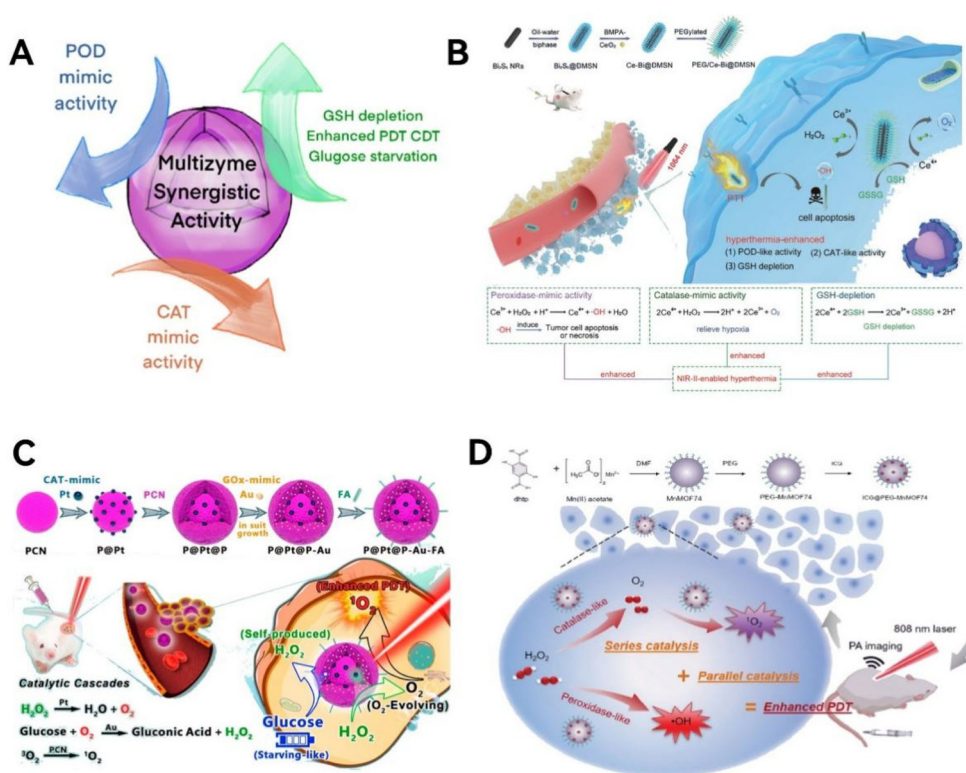 A
POD
mimic
activity
GSH depletion
Enhanced PDT CDT
Glugose starvation
Multizyme
Synergistic
Activity
CAT
mimic
activity
B
Oil-water
biphase
BMPA-
CeO₂
PEGylated
Bi₂S₃ NRs
Bi₂S₃@DMSN
Ce-Bi@DMSN
PEG/Ce-Bi@DMSN
1064 nm
PTT
Ce³⁺
H₂O₂
O₂
·OH
Ce⁴⁺
GSH
GSSG
cell apoptosis
hyperthermia-enhanced
(1) POD-like activity (2) CAT-like activity
(3) GSH depletion
Peroxidase-mimic activity
Ce³⁺ + H₂O₂ + H⁺ → Ce⁴⁺ + ·OH + H₂O
·OH induce Tumor cell apoptosis
or necrosis
Catalase-mimic activity
2Ce⁴⁺ + H₂O₂ → 2H⁺ + 2Ce³⁺ + O₂
relieve hypoxia
GSH-depletion
2Ce⁴⁺ + 2GSH → 2Ce³⁺ + GSSG + 2H⁺
GSH depletion
enhanced
enhanced
NIR-II-enabled hyperthermia
enhanced
C
CAT-mimic
Pt
PCN
GOx-mimic
Au
in suit
growth
FA
PCN
P@Pt
P@Pt@P
P@Pt@P-Au
P@Pt@P-Au-FA
(Enhanced PDT)
¹O₂
(Self-produced)
H₂O₂
O₂
(O₂-Evolving)
Glucose
H₂O₂
(Starving-like)
Catalytic Cascades
H₂O₂ Pt → H₂O + O₂
Glucose + O₂ Au → Gluconic Acid + H₂O₂
³O₂ PCN → ¹O₂
D
dhtp
+
Mn²⁺
2
Mn(II) acetate
DMF
MnMOF74
PEG
PEG-MnMOF74
ICG
ICG@PEG-MnMOF74
O₂
Catalase-like
¹O₂
H₂O₂
Series catalysis
+ Parallel catalysis
= Enhanced PDT
Peroxidase-like
•OH
808 nm laser
PA imaging